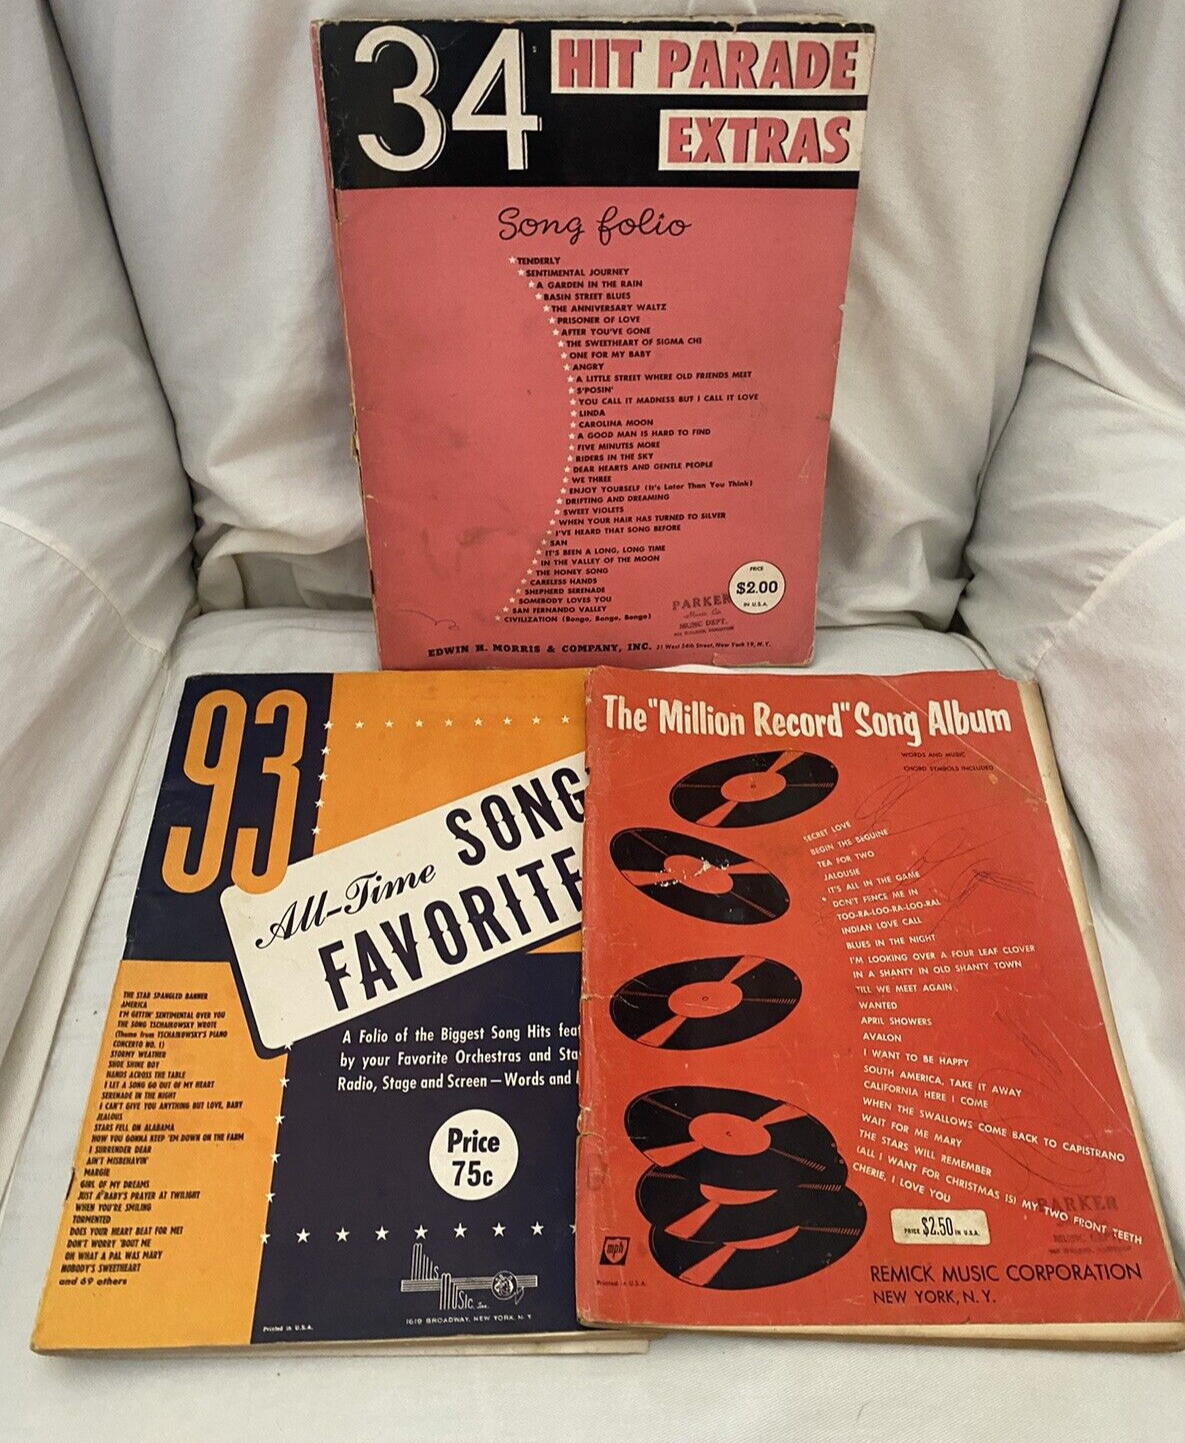 34 HIT PARADE
EXTRAS
Song folio
TENDERLY
SENTIMENTAL JOURNEY
A GARDEN IN THE RAIN
BASIN STREET BLUES
THE ANNIVERSARY WALTZ
PRISONER OF LOVE
AFTER YOU'VE GONE
THE SWEETHEART OF SIGMA CHI
ONE FOR MY BABY
ANGRY
A LITTLE STREET WHERE OLD FRIENDS MEET
S'POSIN'
YOU CALL IT MADNESS BUT I CALL IT LOVE
LINDA
CAROLINA MOON
A GOOD MAN IS HARD TO FIND
FIVE MINUTES MORE
RIDERS IN THE SKY
DEAR HEARTS AND GENTLE PEOPLE
WE THREE
ENJOY YOURSELF (It's Later Than You Think)
DRIFTING AND DREAMING
SWEET VIOLETS
WHEN YOUR HAIR HAS TURNED TO SILVER
I'VE HEARD THAT SONG BEFORE
SAN
IT'S BEEN A LONG, LONG TIME
IN THE VALLEY OF THE MOON
THE HONEY SONG
CARELESS HANDS
SHEPHERD SERENADE
SOMEBODY LOVES YOU
SAN FERNANDO VALLEY
CIVILIZATION (Bongo, Bongo, Bongo)
PRICE
$2.00
IN U.S.A.
PARKER
Music Co
MUSIC DEPT.
EDWIN H. MORRIS & COMPANY, INC. 31 West 54th Street, New York 19, N.Y.
93
All-Time SONG
FAVORITE
THE STAR SPANGLED BANNER
AMERICA
I'M GETTIN' SENTIMENTAL OVER YOU
THE SONG TSCHAIKOWSKY WROTE
(Theme from TSCHAIKOWSKY'S PIANO
CONCERTO NO. 1)
STORMY WEATHER
SHOE SHINE BOY
HANDS ACROSS THE TABLE
I LET A SONG GO OUT OF MY HEART
SERENADE IN THE NIGHT
I CAN'T GIVE YOU ANYTHING BUT LOVE, BABY
JEALOUS
STARS FELL ON ALABAMA
HOW YOU GONNA KEEP 'EM DOWN ON THE FARM
I SURRENDER DEAR
AIN'T MISBEHAVIN'
MARGIE
GIRL OF MY DREAMS
JUST A BABY'S PRAYER AT TWILIGHT
WHEN YOU'RE SMILING
TORMENTED
DOES YOUR HEART BEAT FOR ME?
DON'T WORRY 'BOUT ME
OH WHAT A PAL WAS MARY
NOBODY'S SWEETHEART
and 69 others
A Folio of the Biggest Song Hits feat
by your Favorite Orchestras and Sta
Radio, Stage and Screen — Words and
Price
75c
Mills
Music, Inc.
1619 BROADWAY, NEW YORK, N. Y.
Printed in U.S.A.
The "Million Record" Song Album
WORDS AND MUSIC
CHORD SYMBOLS INCLUDED
SECRET LOVE
BEGIN THE BEGUINE
TEA FOR TWO
JALOUSIE
IT'S ALL IN THE GAME
DON'T FENCE ME IN
TOO-RA-LOO-RA-LOO-RAL
INDIAN LOVE CALL
BLUES IN THE NIGHT
I'M LOOKING OVER A FOUR LEAF CLOVER
IN A SHANTY IN OLD SHANTY TOWN
'TILL WE MEET AGAIN
WANTED
APRIL SHOWERS
AVALON
I WANT TO BE HAPPY
SOUTH AMERICA, TAKE IT AWAY
CALIFORNIA HERE I COME
WHEN THE SWALLOWS COME BACK TO CAPISTRANO
WAIT FOR ME MARY
THE STARS WILL REMEMBER
(ALL I WANT FOR CHRISTMAS IS) MY TWO FRONT TEETH
CHERIE, I LOVE YOU
PARKER
PRICE $2.50 IN U.S.A.
mph
Printed in U.S.A.
REMICK MUSIC CORPORATION
NEW YORK, N. Y.